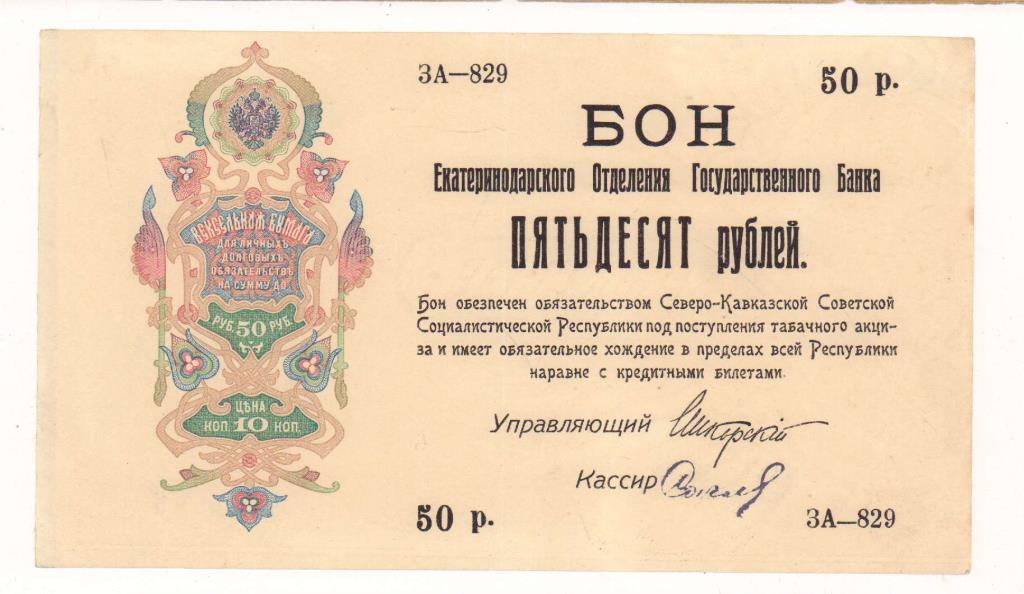 ЗА—829
50 р.
БОН
Екатеринодарского Отделения Государственного Банка
ПЯТЬДЕСЯТ рублей.
Бон обезпечен обязательством Северо-Кавказской Советской
Социалистической Республики под поступления табачного акци-
за и имеет обязательное хождение в пределах всей Республики
наравне с кредитными билетами.
Управляющий
Кассир
50 р.
ЗА—829
ВЕКСЕЛЬНАЯ БУМАГА
ДЛЯ ЛИЧНЫХЪ
ДОЛГОВЫХЪ
ОБЯЗАТЕЛЬСТВЪ
НА СУММУ ДО
РУБ. 50 РУБ.
ЦѢНА
КОП. 10 КОП.